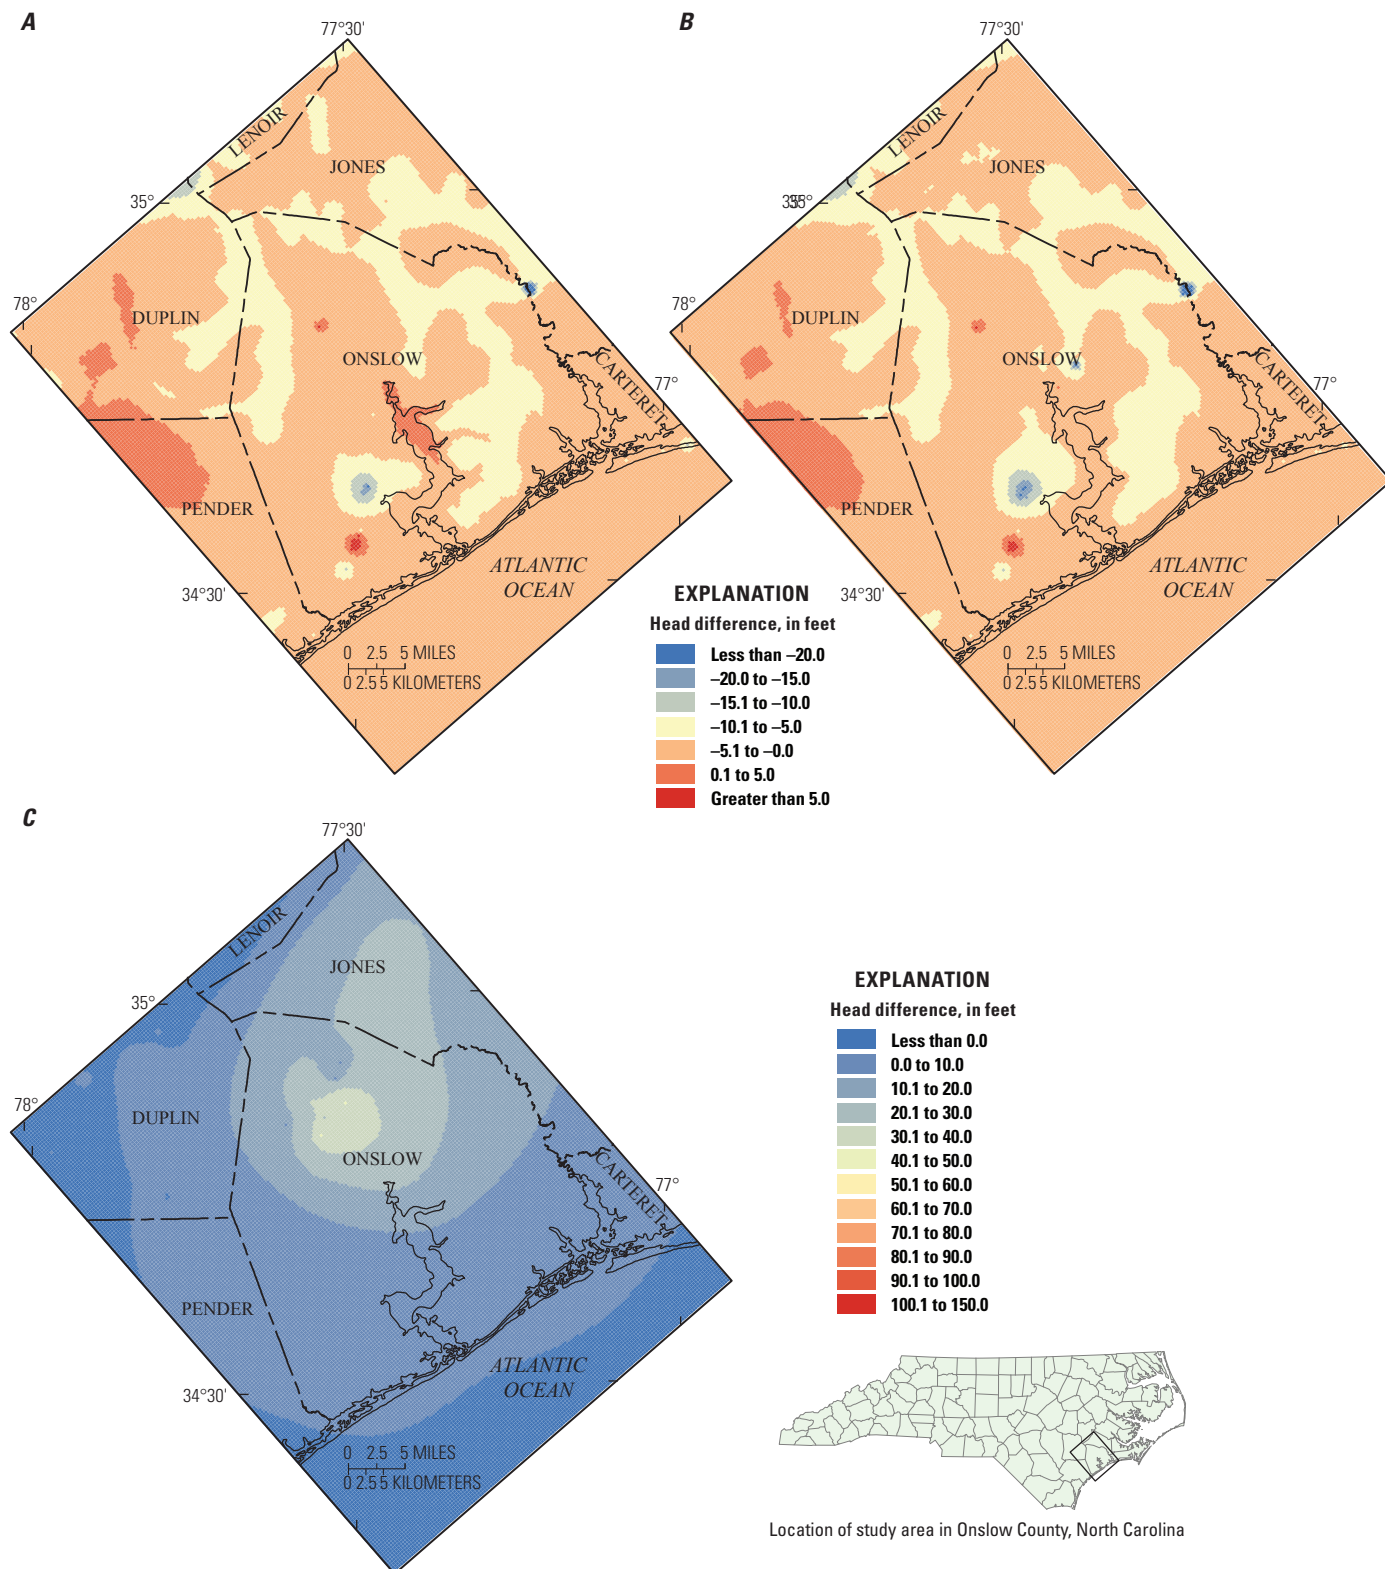 A
77°30'
LENOIR
JONES
35°
78°
DUPLIN
ONSLOW
CARTERET
77°
PENDER
34°30'
ATLANTIC
OCEAN
0 2.5 5 MILES
0 2.5 5 KILOMETERS
B
77°30'
LENOIR
JONES
35°
78°
DUPLIN
ONSLOW
CARTERET
77°
PENDER
34°30'
ATLANTIC
OCEAN
0 2.5 5 MILES
0 2.5 5 KILOMETERS
EXPLANATION
Head difference, in feet
Less than –20.0
–20.0 to –15.0
–15.1 to –10.0
–10.1 to –5.0
–5.1 to –0.0
0.1 to 5.0
Greater than 5.0
C
77°30'
LENOIR
JONES
35°
78°
DUPLIN
ONSLOW
CARTERET
77°
PENDER
34°30'
ATLANTIC
OCEAN
0 2.5 5 MILES
0 2.5 5 KILOMETERS
EXPLANATION
Head difference, in feet
Less than 0.0
0.0 to 10.0
10.1 to 20.0
20.1 to 30.0
30.1 to 40.0
40.1 to 50.0
50.1 to 60.0
60.1 to 70.0
70.1 to 80.0
80.1 to 90.0
90.1 to 100.0
100.1 to 150.0
Location of study area in Onslow County, North Carolina